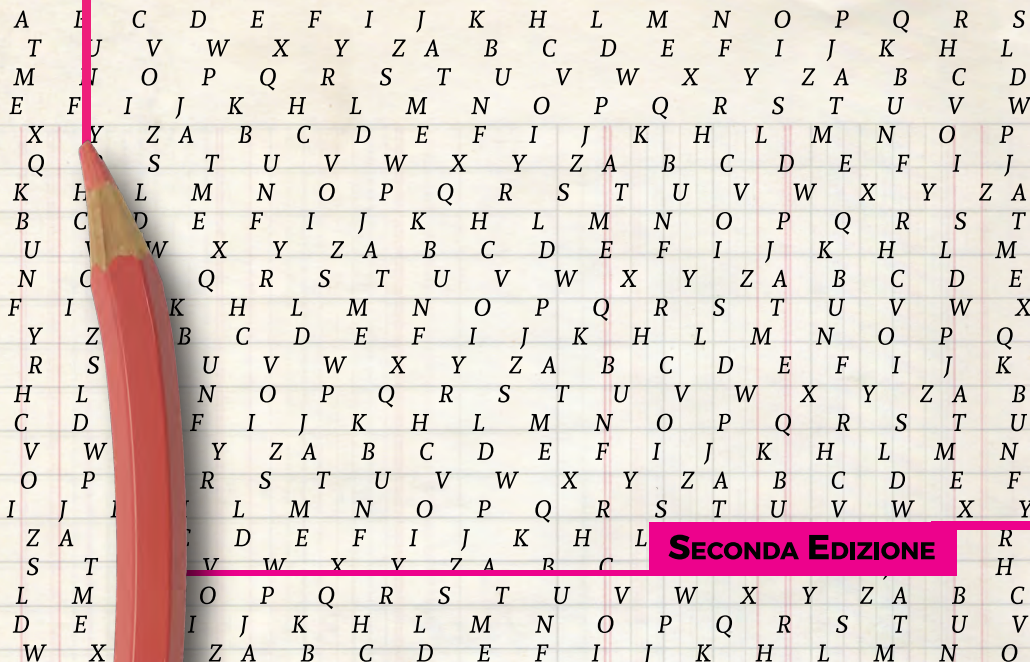 A B C D E F I J K H L M N O P Q R S
T U V W X Y Z A B C D E F I J K H L
M N O P Q R S T U V W X Y Z A B C D
E F I J K H L M N O P Q R S T U V W
X Y Z A B C D E F I J K H L M N O P
Q S T U V W X Y Z A B C D E F I J
K H L M N O P Q R S T U V W X Y Z A
B C D E F I J K H L M N O P Q R S T
U V W X Y Z A B C D E F I J K H L M
N O Q R S T U V W X Y Z A B C D E
F I K H L M N O P Q R S T U V W X
Y Z B C D E F I J K H L M N O P Q
R S U V W X Y Z A B C D E F I J K
H L N O P Q R S T U V W X Y Z A B
C D F I J K H L M N O P Q R S T U
V W Y Z A B C D E F I J K H L M N
O P R S T U V W X Y Z A B C D E F
I J L M N O P Q R S T U V W X Y
Z A D E F I J K H L R
SECONDA EDIZIONE
S T V W X Y Z A B C H
L M O P Q R S T U V W X Y Z A B C
D E I J K H L M N O P Q R S T U V
W X Z A B C D E F I J K H L M N O